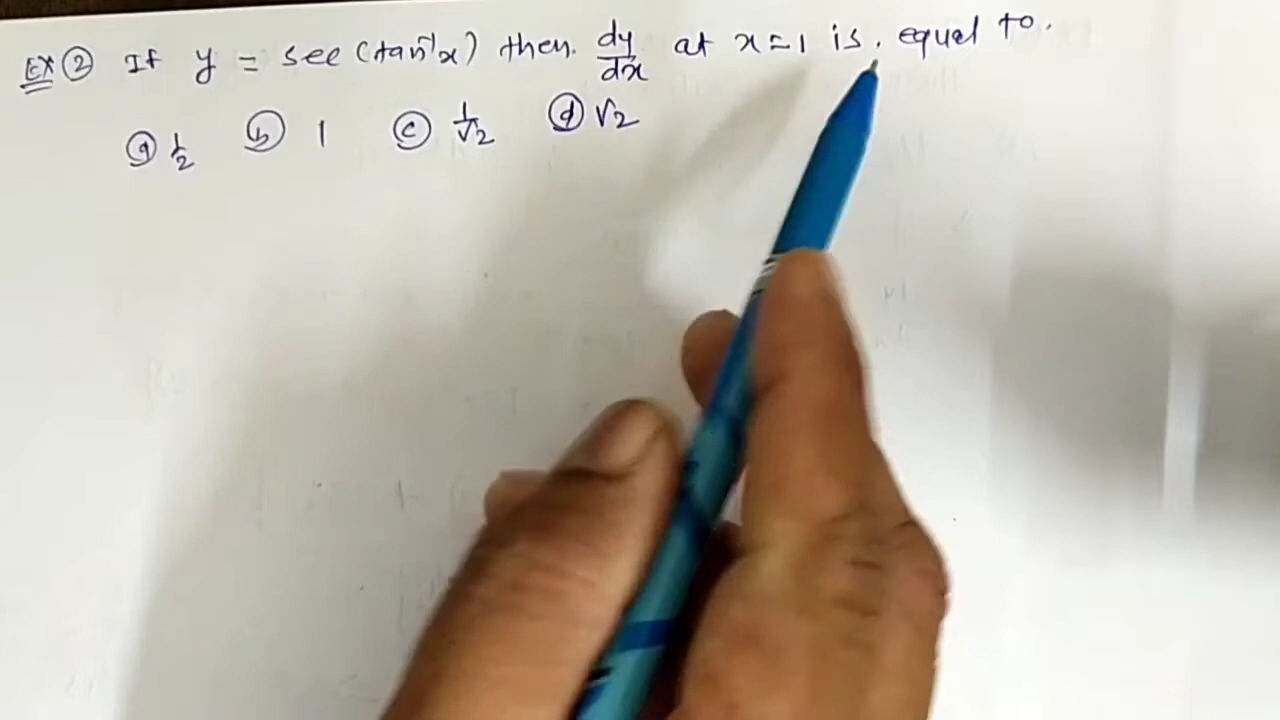 Ex ② If y = sec(tan⁻¹x) then dy/dx at x=1 is. equal to.
ⓐ 1/2 ⓑ 1 ⓒ 1/√2 ⓓ √2